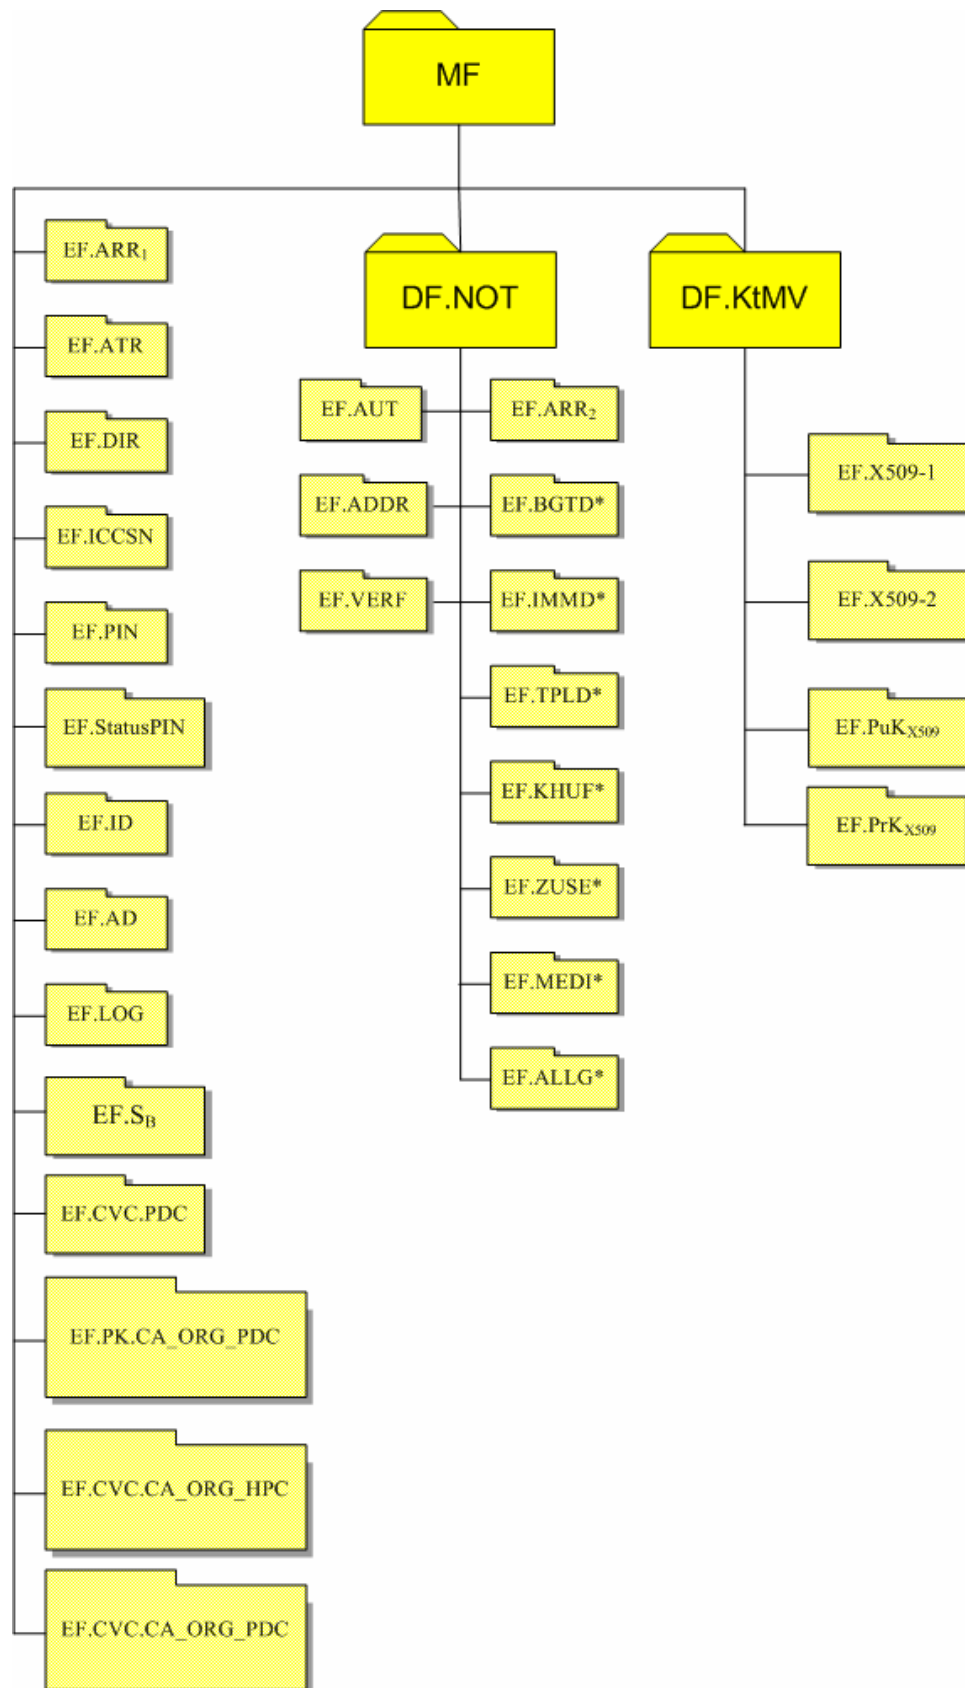 MF
EF.ARR₁
EF.ATR
EF.DIR
EF.ICCSN
EF.PIN
EF.StatusPIN
EF.ID
EF.AD
EF.LOG
EF.S_B
EF.CVC.PDC
EF.PK.CA_ORG_PDC
EF.CVC.CA_ORG_HPC
EF.CVC.CA_ORG_PDC
DF.NOT
EF.AUT
EF.ADDR
EF.VERF
EF.ARR₂
EF.BGTD*
EF.IMMD*
EF.TPLD*
EF.KHUF*
EF.ZUSE*
EF.MEDI*
EF.ALLG*
DF.KtMV
EF.X509-1
EF.X509-2
EF.PuK_X509
EF.PrK_X509